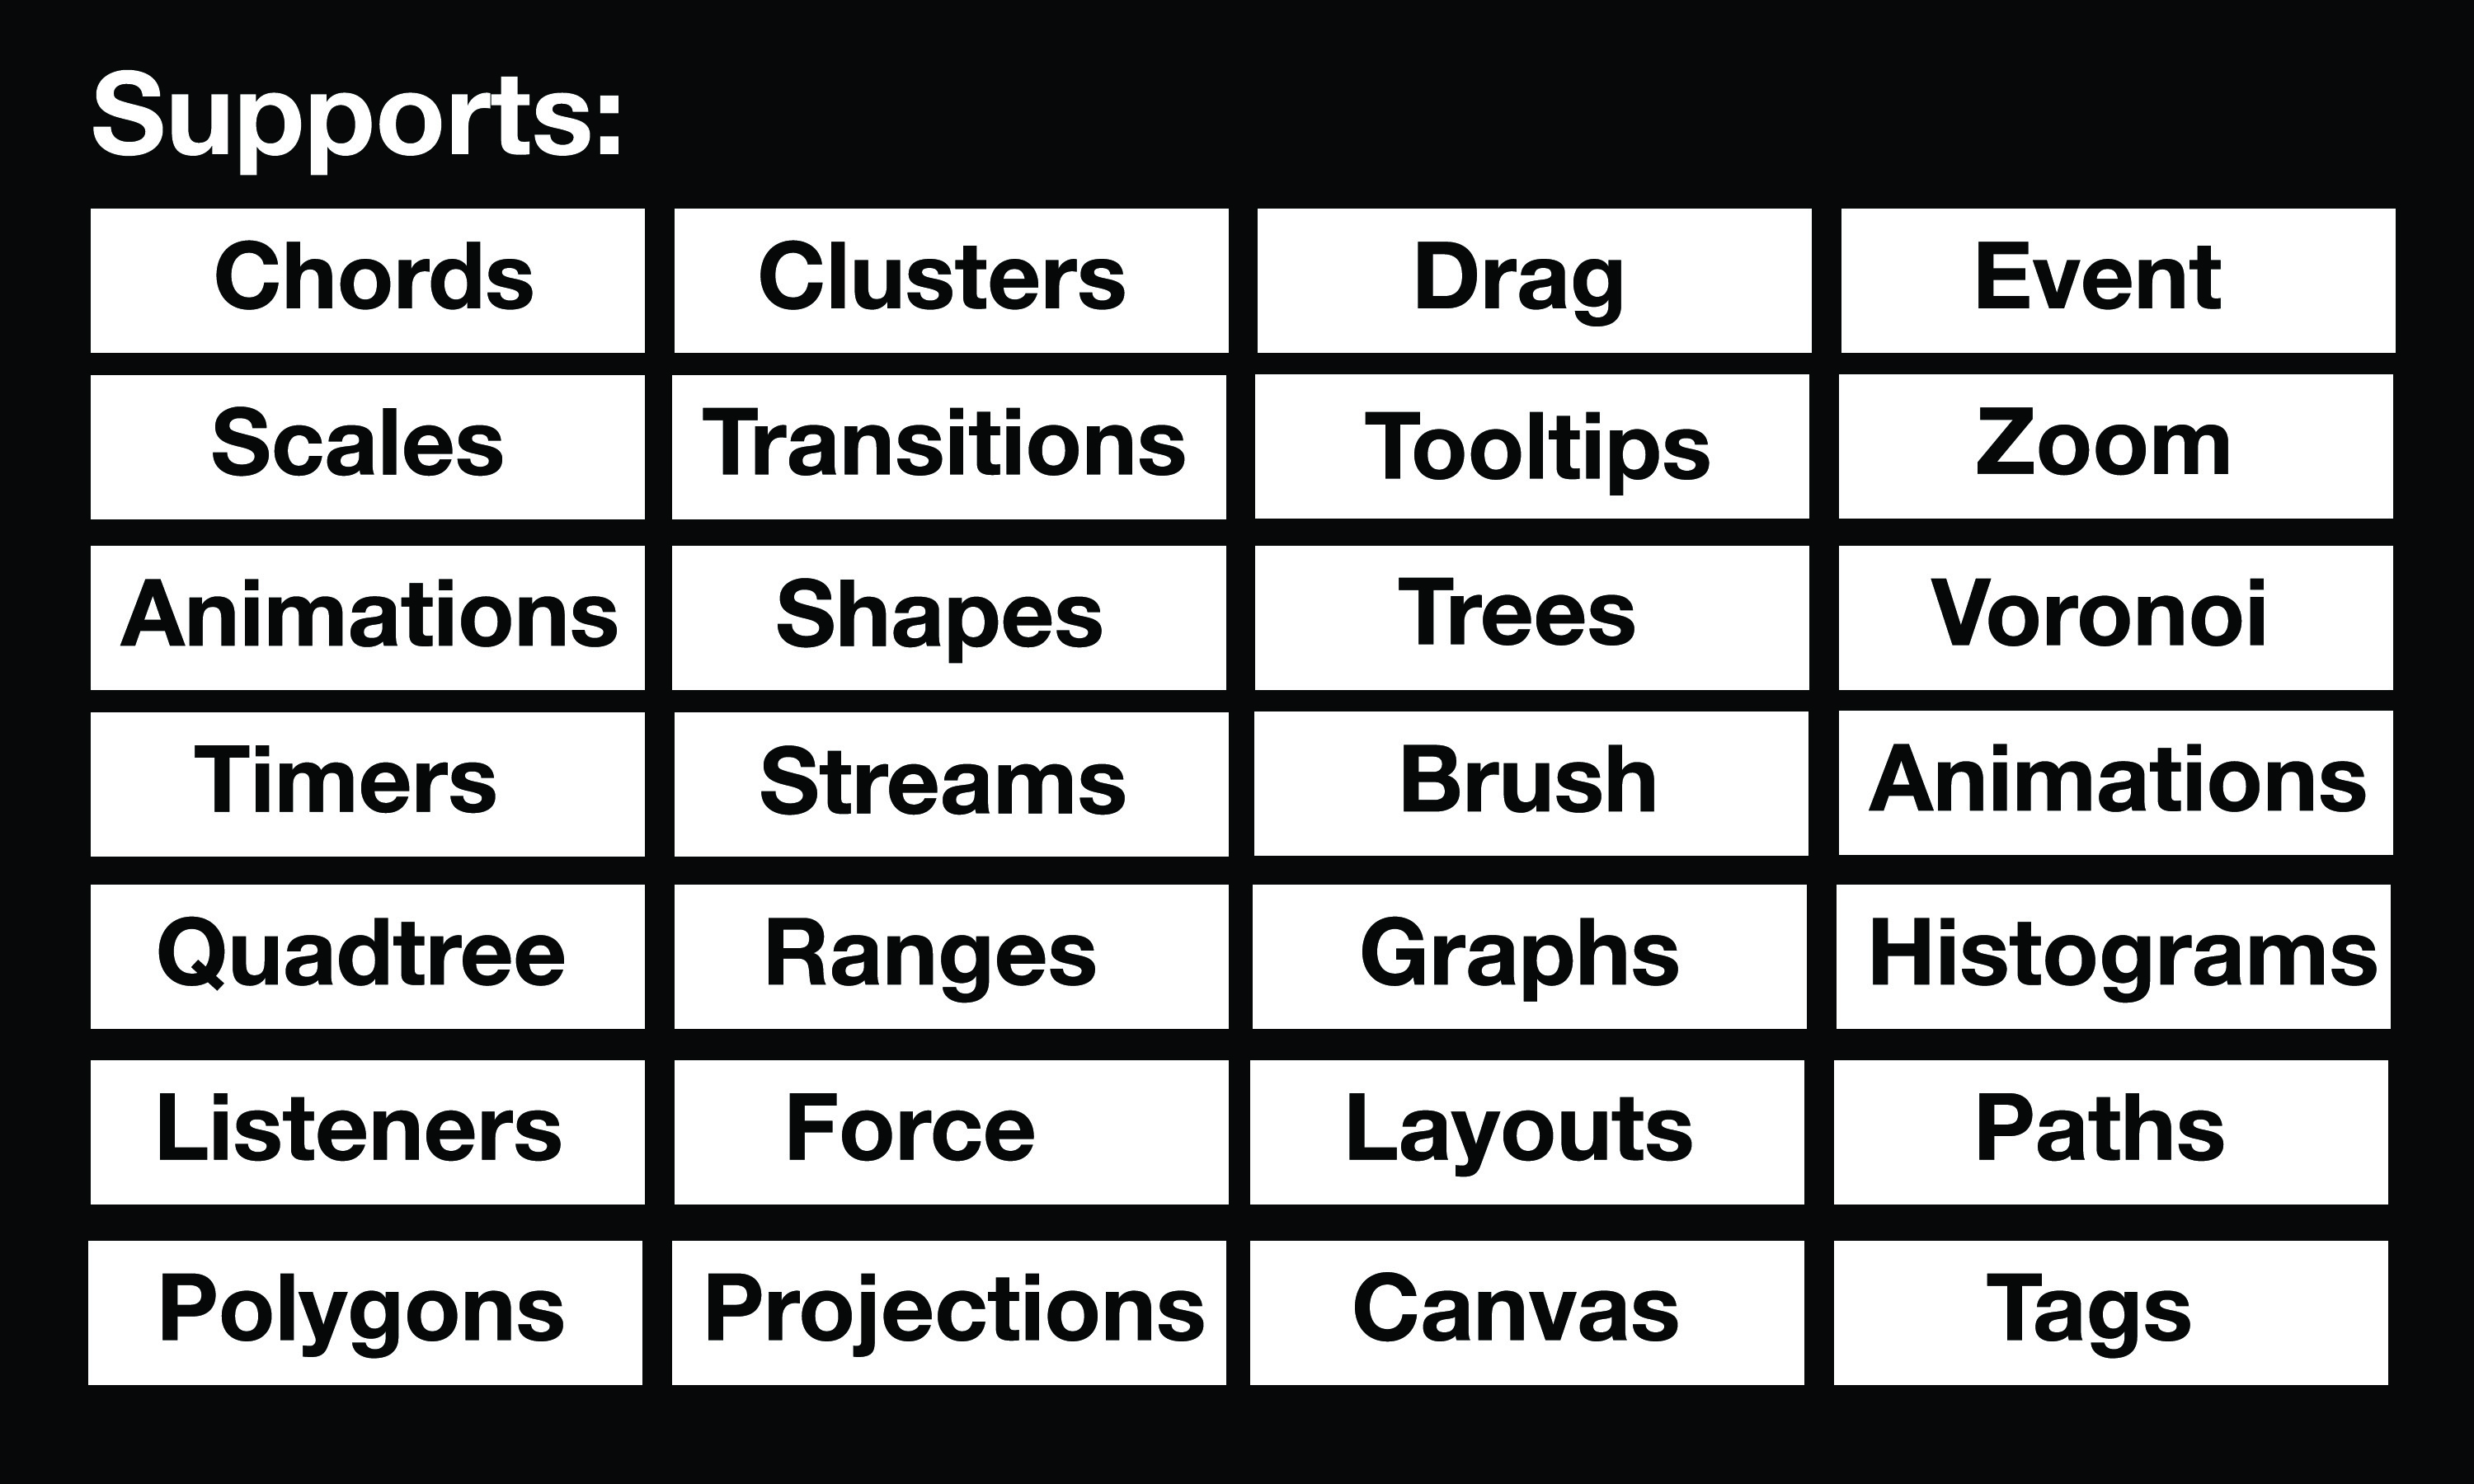 Supports:
Chords Clusters Drag Event
Scales Transitions Tooltips Zoom
Animations Shapes Trees Voronoi
Timers Streams Brush Animations
Quadtree Ranges Graphs Histograms
Listeners Force Layouts Paths
Polygons Projections Canvas Tags